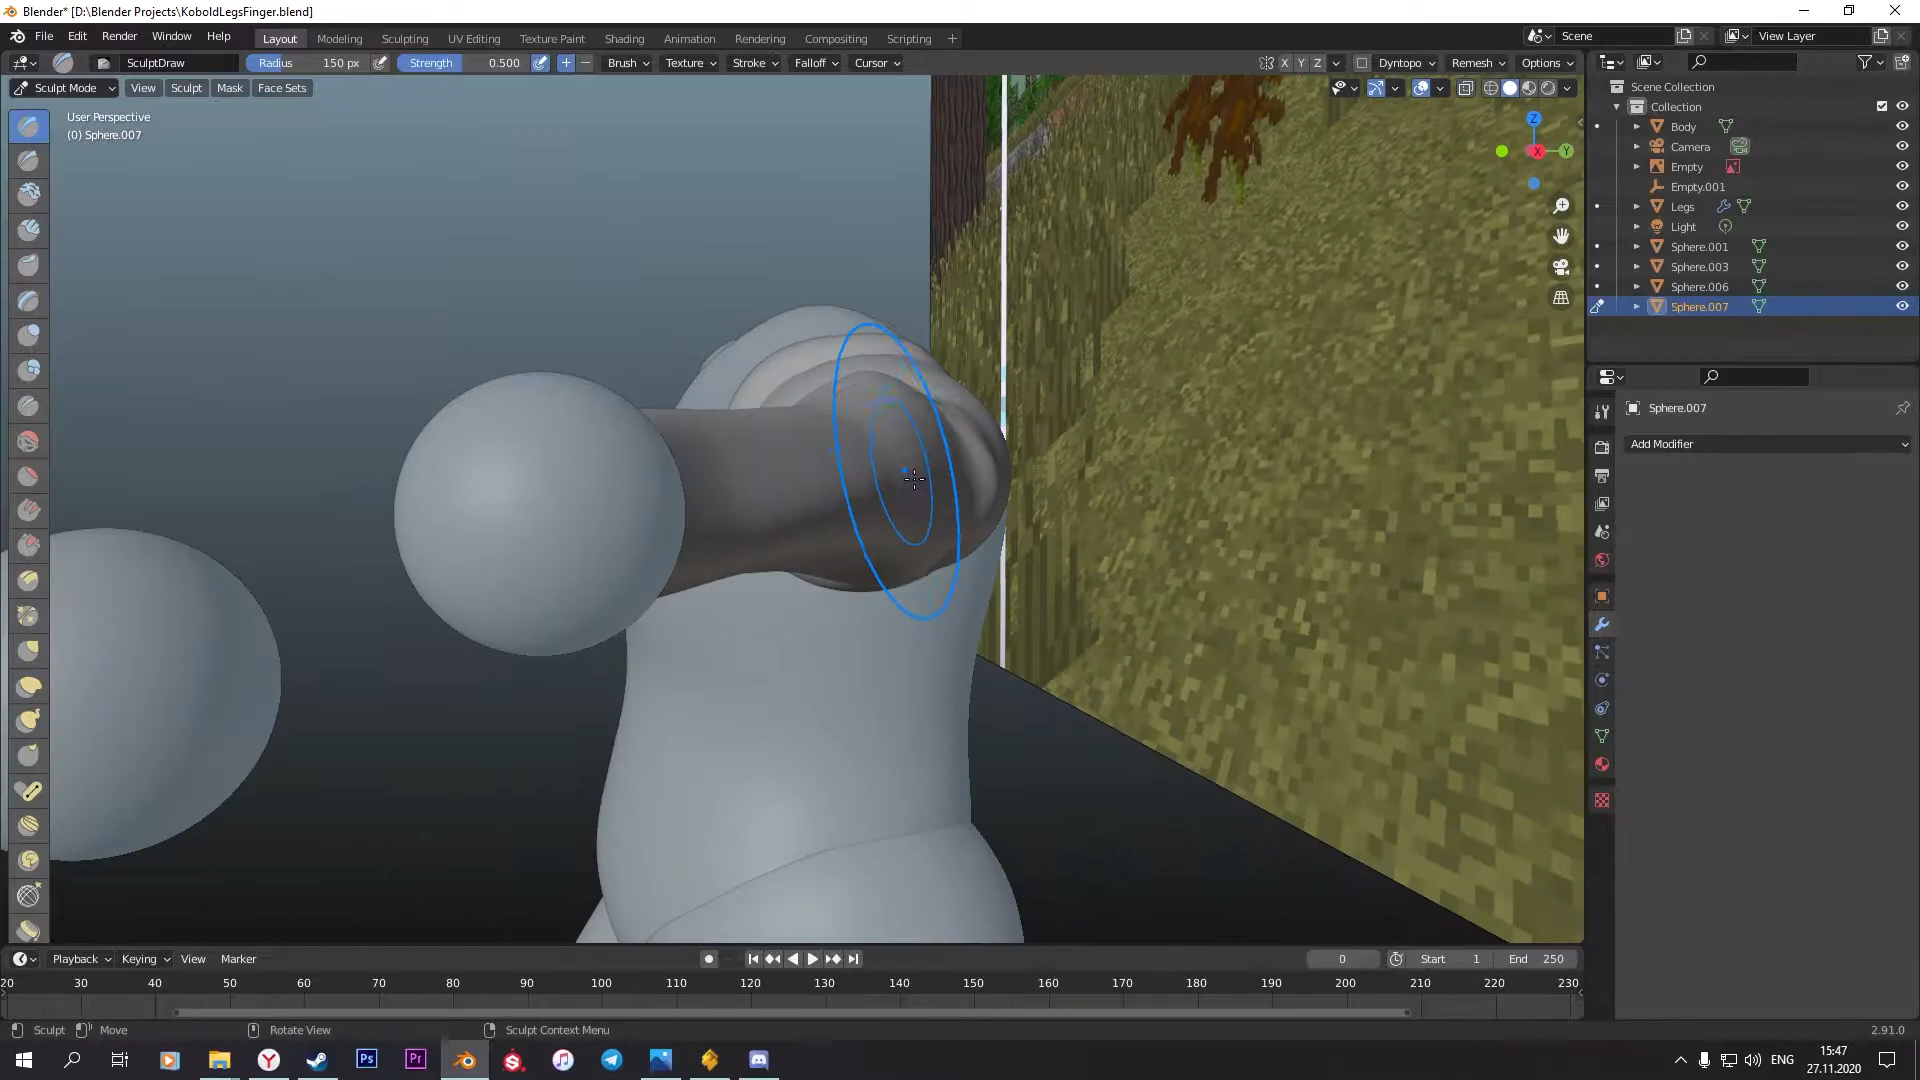 Blender* [D:\Blender Projects\KoboldLegsFinger.blend]
File Edit Render Window Help Layout Modeling Sculpting UV Editing Texture Paint Shading Animation Rendering Compositing Scripting + Scene View Layer
SculptDraw Radius 150 px Strength 0.500 Brush Texture Stroke Falloff Cursor X Y Z Dyntopo Remesh Options
Sculpt Mode View Sculpt Mask Face Sets
User Perspective
(0) Sphere.007
Z
X
Y
Scene Collection
Collection
Body
Camera
Empty
Empty.001
Legs
Light
Sphere.001
Sphere.003
Sphere.006
Sphere.007
Sphere.007
Add Modifier
Playback Keying View Marker 0 Start 1 End 250
20 30 40 50 60 70 80 90 100 110 120 130 140 150 160 170 180 190 200 210 220 230
Sculpt Move Rotate View Sculpt Context Menu 2.91.0
Ps Pr ENG 15:47
27.11.2020